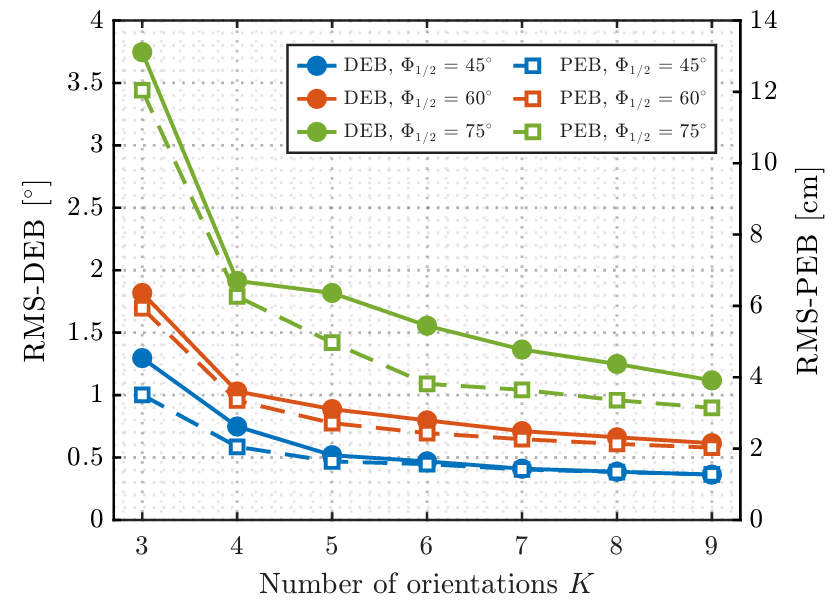 4
3.5
3
2.5
2
1.5
1
0.5
0
14
12
10
8
6
4
2
0
3 4 5 6 7 8 9
RMS-DEB [°]
RMS-PEB [cm]
Number of orientations K
DEB, Φ1/2 = 45° PEB, Φ1/2 = 45°
DEB, Φ1/2 = 60° PEB, Φ1/2 = 60°
DEB, Φ1/2 = 75° PEB, Φ1/2 = 75°